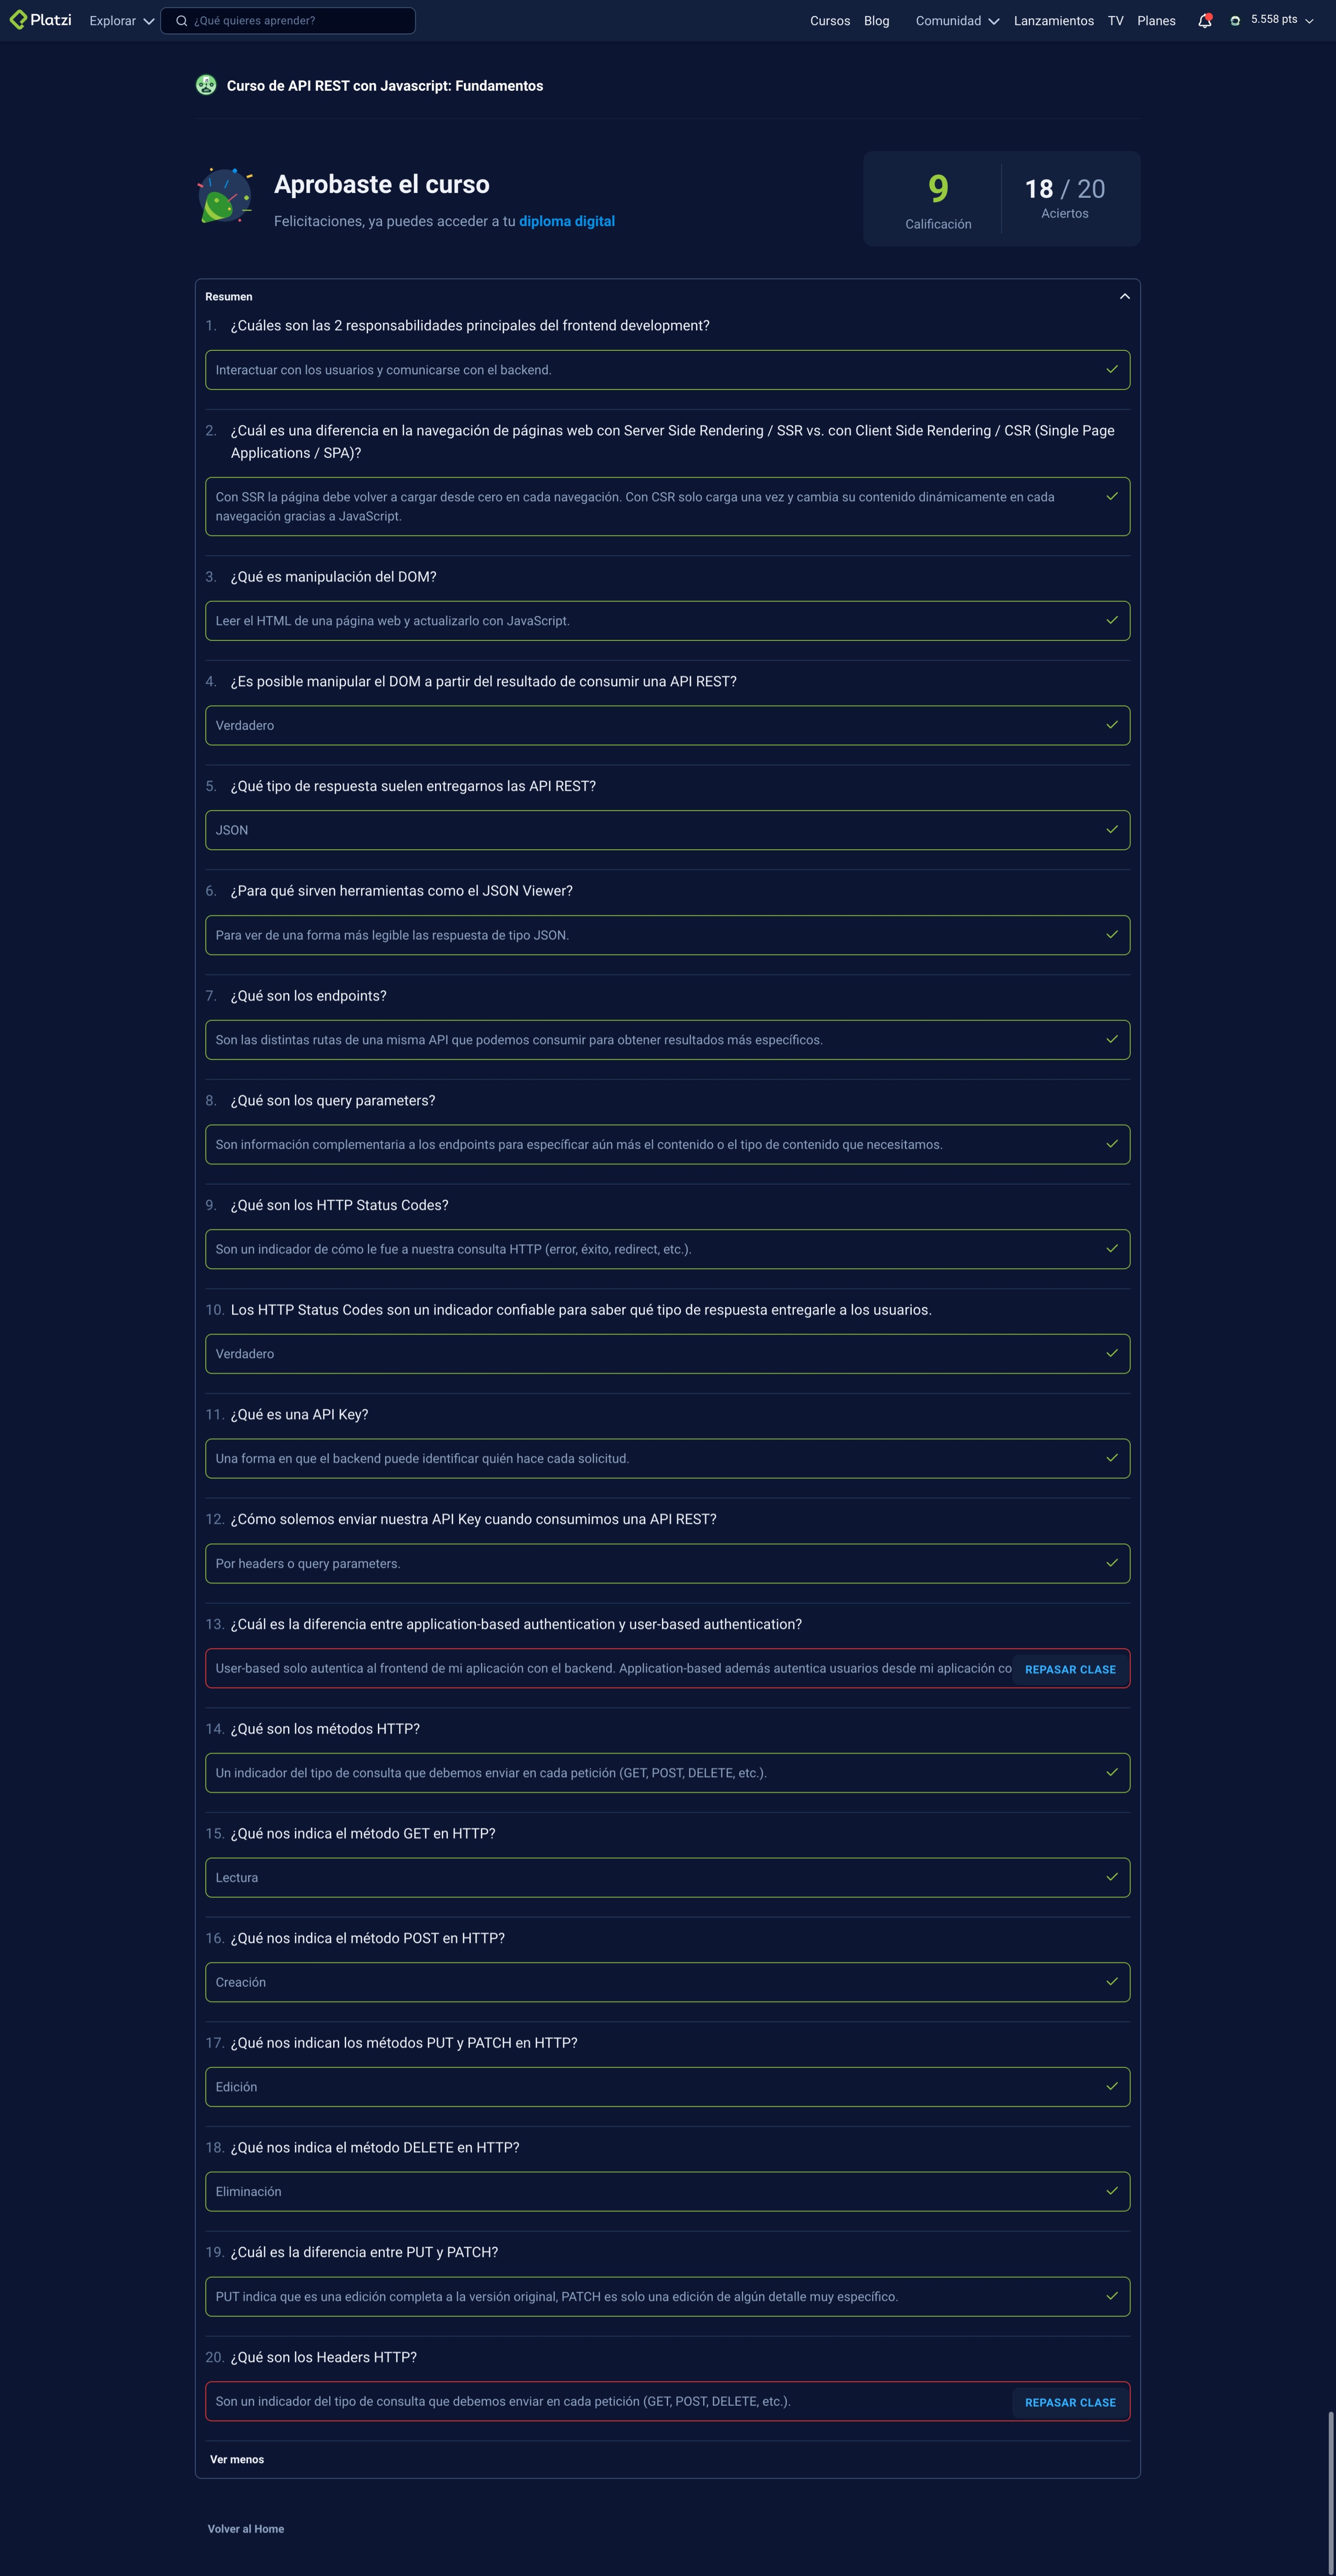 Platzi
Explorar
¿Qué quieres aprender?
Cursos
Blog
Comunidad
Lanzamientos
TV
Planes
5.558 pts
Curso de API REST con Javascript: Fundamentos
Aprobaste el curso
Felicitaciones, ya puedes acceder a tu diploma digital
9
Calificación
18 / 20
Aciertos
Resumen
1. ¿Cuáles son las 2 responsabilidades principales del frontend development?
Interactuar con los usuarios y comunicarse con el backend.
2. ¿Cuál es una diferencia en la navegación de páginas web con Server Side Rendering / SSR vs. con Client Side Rendering / CSR (Single Page
Applications / SPA)?
Con SSR la página debe volver a cargar desde cero en cada navegación. Con CSR solo carga una vez y cambia su contenido dinámicamente en cada
navegación gracias a JavaScript.
3. ¿Qué es manipulación del DOM?
Leer el HTML de una página web y actualizarlo con JavaScript.
4. ¿Es posible manipular el DOM a partir del resultado de consumir una API REST?
Verdadero
5. ¿Qué tipo de respuesta suelen entregarnos las API REST?
JSON
6. ¿Para qué sirven herramientas como el JSON Viewer?
Para ver de una forma más legible las respuesta de tipo JSON.
7. ¿Qué son los endpoints?
Son las distintas rutas de una misma API que podemos consumir para obtener resultados más específicos.
8. ¿Qué son los query parameters?
Son información complementaria a los endpoints para específicar aún más el contenido o el tipo de contenido que necesitamos.
9. ¿Qué son los HTTP Status Codes?
Son un indicador de cómo le fue a nuestra consulta HTTP (error, éxito, redirect, etc.).
10. Los HTTP Status Codes son un indicador confiable para saber qué tipo de respuesta entregarle a los usuarios.
Verdadero
11. ¿Qué es una API Key?
Una forma en que el backend puede identificar quién hace cada solicitud.
12. ¿Cómo solemos enviar nuestra API Key cuando consumimos una API REST?
Por headers o query parameters.
13. ¿Cuál es la diferencia entre application-based authentication y user-based authentication?
User-based solo autentica al frontend de mi aplicación con el backend. Application-based además autentica usuarios desde mi aplicación co
REPASAR CLASE
14. ¿Qué son los métodos HTTP?
Un indicador del tipo de consulta que debemos enviar en cada petición (GET, POST, DELETE, etc.).
15. ¿Qué nos indica el método GET en HTTP?
Lectura
16. ¿Qué nos indica el método POST en HTTP?
Creación
17. ¿Qué nos indican los métodos PUT y PATCH en HTTP?
Edición
18. ¿Qué nos indica el método DELETE en HTTP?
Eliminación
19. ¿Cuál es la diferencia entre PUT y PATCH?
PUT indica que es una edición completa a la versión original, PATCH es solo una edición de algún detalle muy específico.
20. ¿Qué son los Headers HTTP?
Son un indicador del tipo de consulta que debemos enviar en cada petición (GET, POST, DELETE, etc.).
REPASAR CLASE
Ver menos
Volver al Home